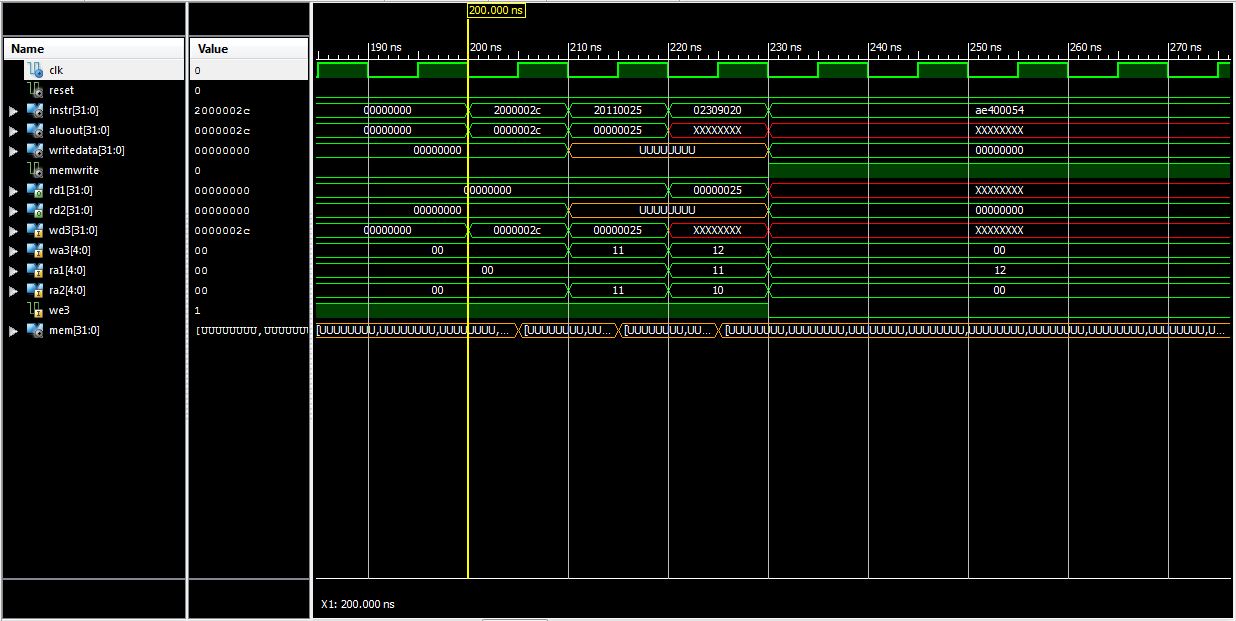 200.000 ns
Name Value 190 ns 200 ns 210 ns 220 ns 230 ns 240 ns 250 ns 260 ns 270 ns
clk 0
reset 0
instr[31:0] 2000002c 00000000 2000002c 20110025 02309020 ae400054
aluout[31:0] 0000002c 00000000 0000002c 00000025 XXXXXXXX XXXXXXXX
writedata[31:0] 00000000 00000000 UUUUUUUU 00000000
memwrite 0
rd1[31:0] 00000000 00000000 00000025 XXXXXXXX
rd2[31:0] 00000000 00000000 UUUUUUUU 00000000
wd3[31:0] 0000002c 00000000 0000002c 00000025 XXXXXXXX XXXXXXXX
wa3[4:0] 00 00 11 12 00
ra1[4:0] 00 00 11 12
ra2[4:0] 00 00 11 10 00
we3 1
mem[31:0] [UUUUUUUU,UUUUUU [UUUUUUUU,UUUUUUUU,UUUUUUUU,... [UUUUUUUU,UU... [UUUUUUUU,UU... [UUUUUUUU,UUUUUUUU,UUUUUUUU,UUUUUUUU,UUUUUUUU,UUUUUUUU,UUUUUUUU,U...
X1: 200.000 ns